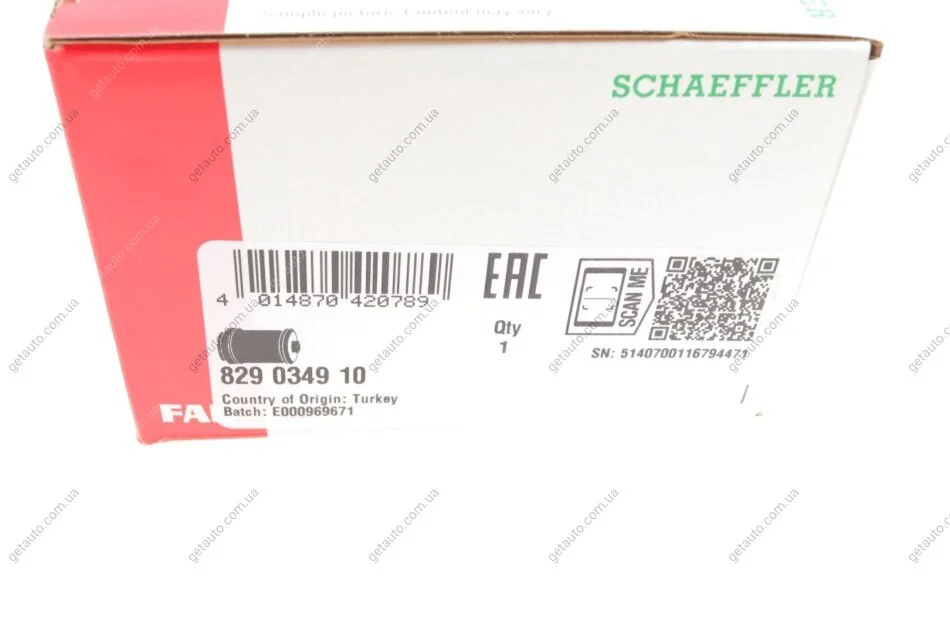 SCHAEFFLER
4 014870 420789
EAC
Qty
1
SCAN ME
SN: 5140700116794471
829 0349 10
Country of Origin: Turkey
Batch: E000969671
/
FA
getauto.com.ua